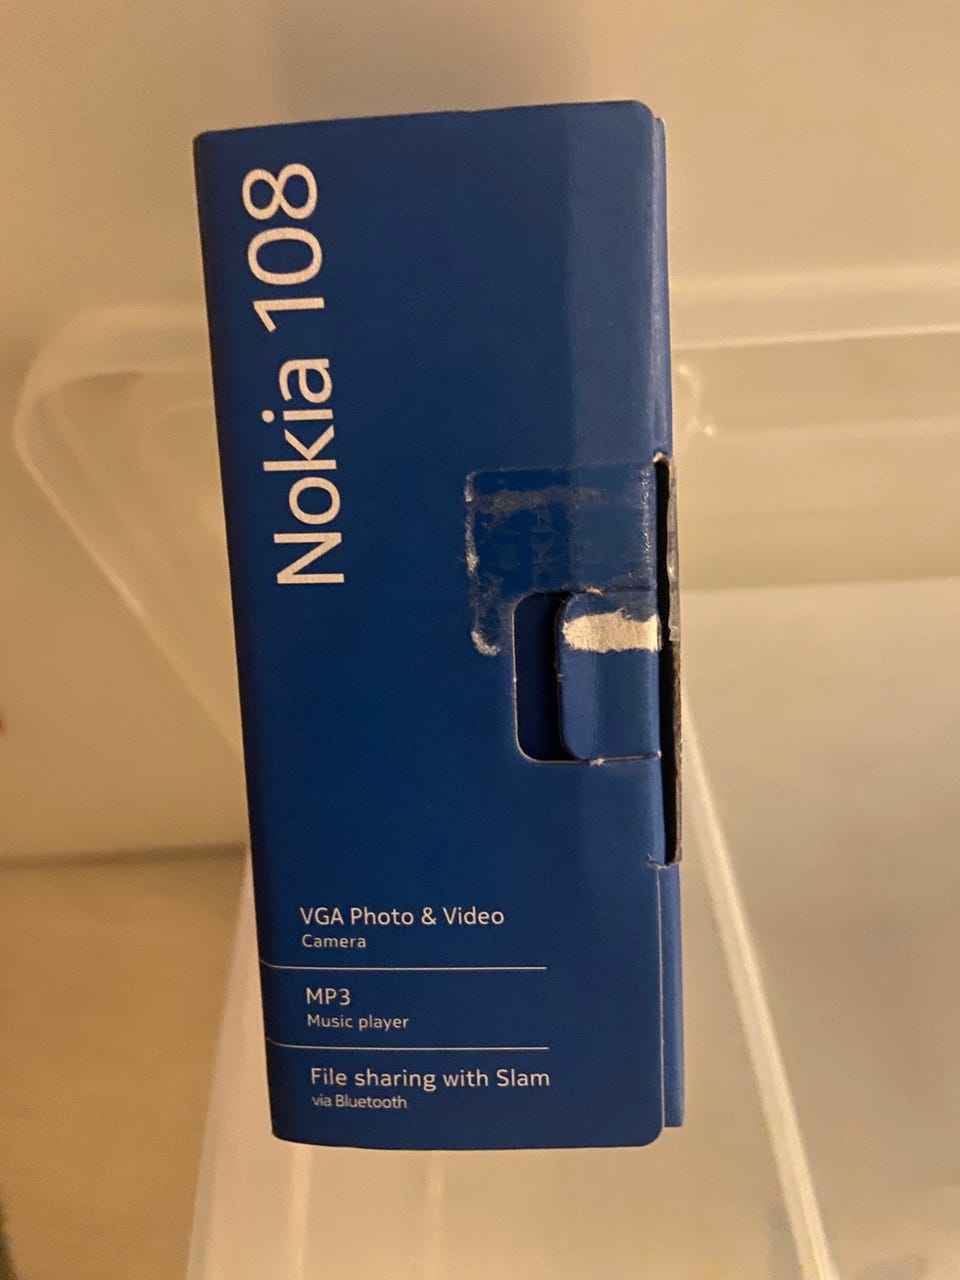 Nokia 108
VGA Photo & Video
Camera
MP3
Music player
File sharing with Slam
via Bluetooth